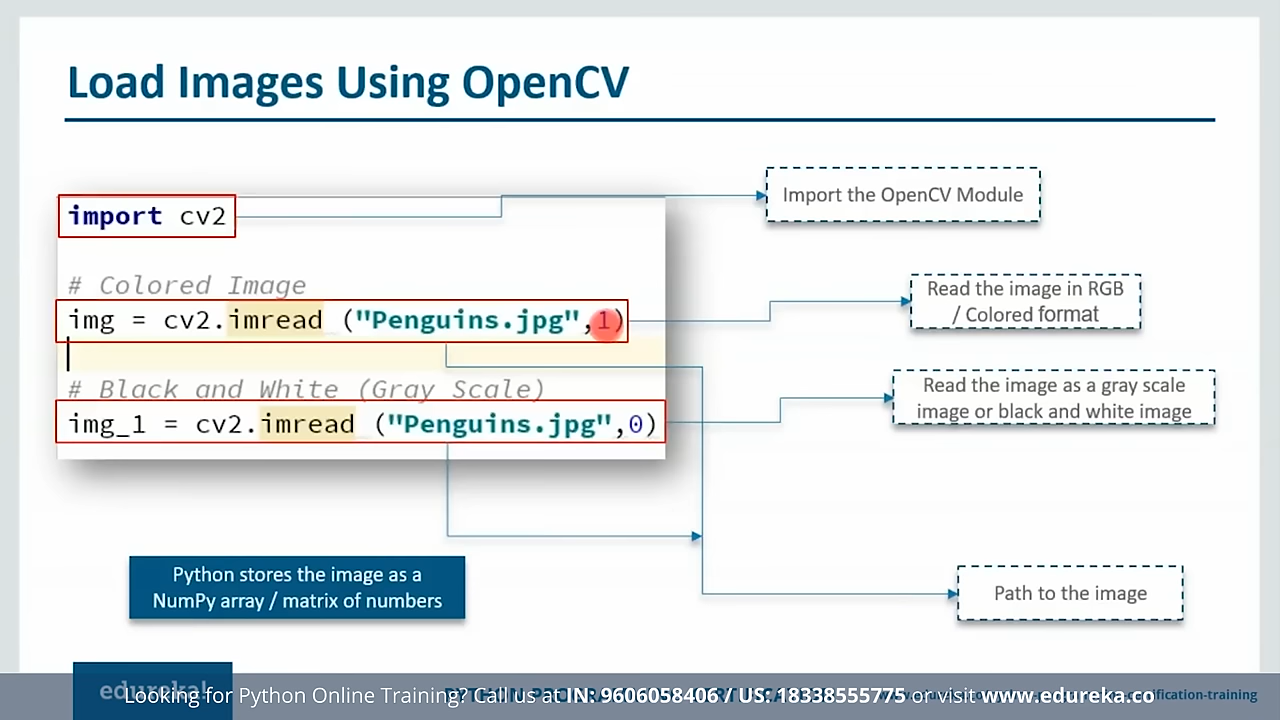 Load Images Using OpenCV
import cv2
# Colored Image
img = cv2.imread ("Penguins.jpg",1)
# Black and White (Gray Scale)
img_1 = cv2.imread ("Penguins.jpg",0)
Import the OpenCV Module
Read the image in RGB
/ Colored format
Read the image as a gray scale
image or black and white image
Python stores the image as a
NumPy array / matrix of numbers
Path to the image
edureka!
Looking for Python Online Training? Call us at IN: 9606058406 / US: 18338555775 or visit www.edureka.co